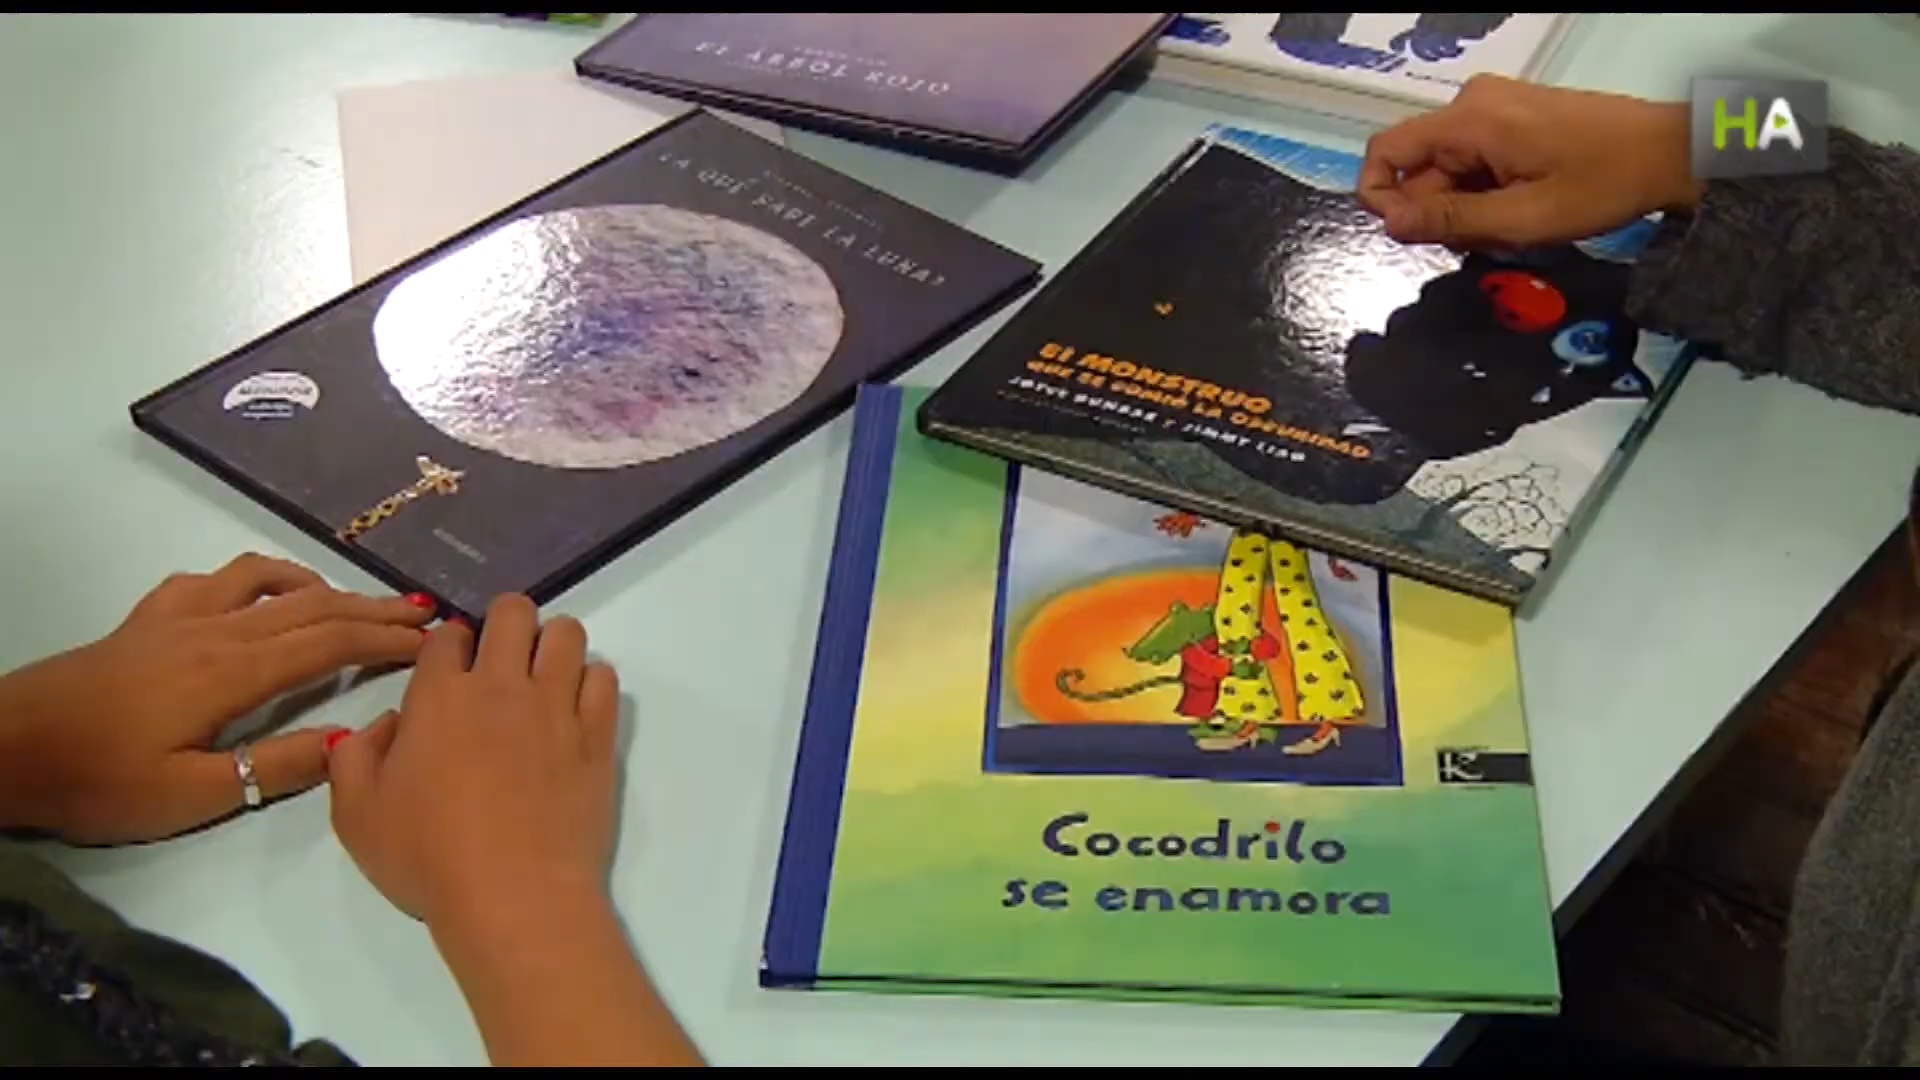 EL ÁRBOL ROJO
HA
¿A QUÉ SABE LA LUNA?
EL MONSTRUO
QUE SE COMIÓ LA OSCURIDAD
JOYCE DUNBAR Y JIMMY LIAO
K
Cocodrilo
se enamora